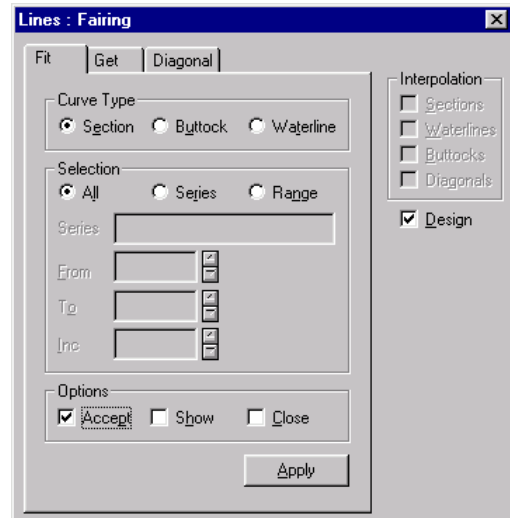 Lines : Fairing
Fit Get Diagonal
Curve Type
Section Buttock Waterline
Selection
All Series Range
Series
From
To
Inc
Options
Accept Show Close
Apply
Interpolation
Sections
Waterlines
Buttocks
Diagonals
Design